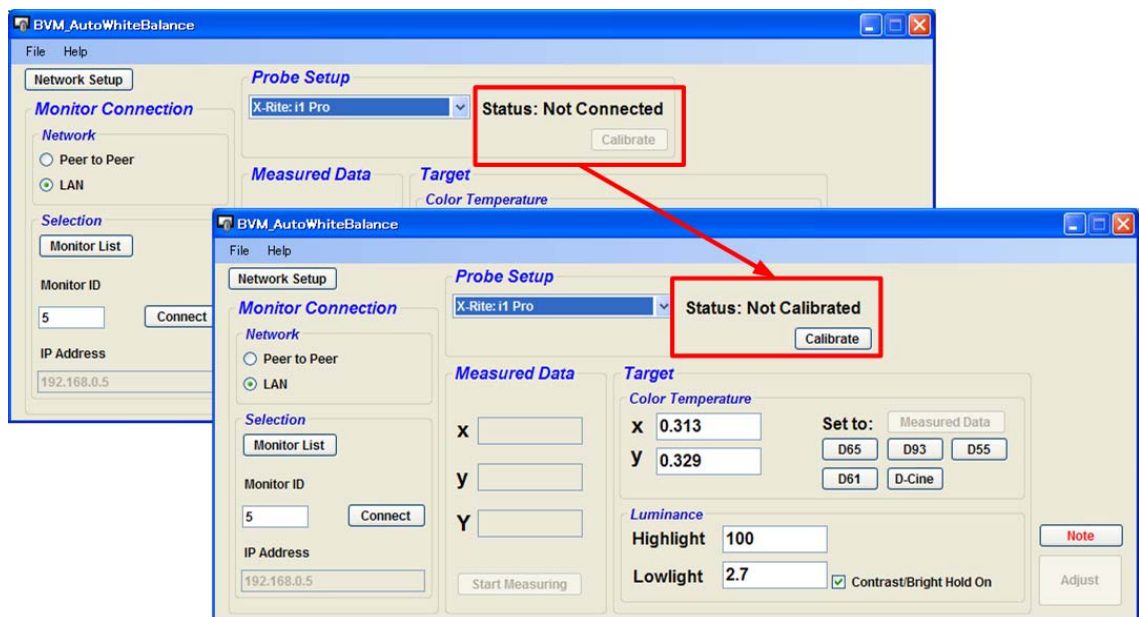 BVM_AutoWhiteBalance
File Help
Network Setup
Monitor Connection
Network
Peer to Peer
LAN
Selection
Monitor List
Monitor ID
5 Connect
IP Address
192.168.0.5
Probe Setup
X-Rite: i1 Pro
Status: Not Connected
Calibrate
Measured Data
Target
Color Temperature
BVM_AutoWhiteBalance
File Help
Network Setup
Monitor Connection
Network
Peer to Peer
LAN
Selection
Monitor List
Monitor ID
5 Connect
IP Address
192.168.0.5
Probe Setup
X-Rite: i1 Pro
Status: Not Calibrated
Calibrate
Measured Data
x
y
Y
Start Measuring
Target
Color Temperature
x 0.313
y 0.329
Set to: Measured Data
D65 D93 D55
D61 D-Cine
Luminance
Highlight 100
Lowlight 2.7
Contrast/Bright Hold On
Note
Adjust